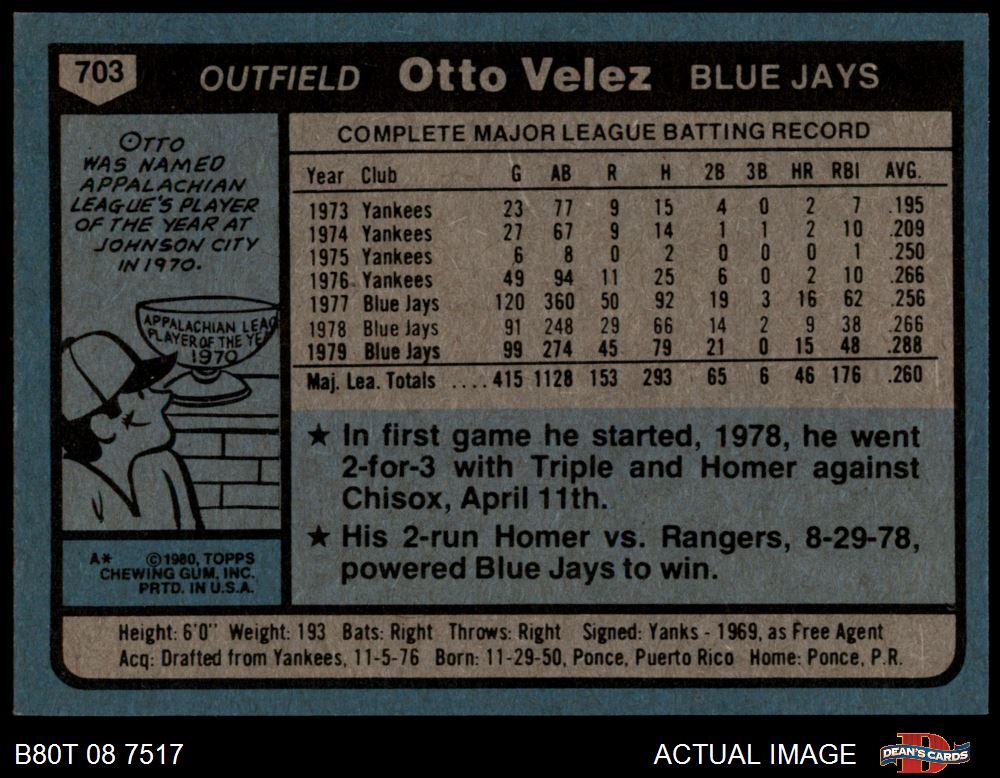 703 OUTFIELD Otto Velez BLUE JAYS
OTTO
WAS NAMED
APPALACHIAN
LEAGUE'S PLAYER
OF THE YEAR AT
JOHNSON CITY
IN 1970.
APPALACHIAN LEAG
PLAYER OF THE YEA
1970
A* ©1980, TOPPS
CHEWING GUM, INC.
PRTD. IN U.S.A.
COMPLETE MAJOR LEAGUE BATTING RECORD
Year Club G AB R H 2B 3B HR RBI AVG.
1973 Yankees 23 77 9 15 4 0 2 7 .195
1974 Yankees 27 67 9 14 1 1 2 10 .209
1975 Yankees 6 8 0 2 0 0 0 1 .250
1976 Yankees 49 94 11 25 6 0 2 10 .266
1977 Blue Jays 120 360 50 92 19 3 16 62 .256
1978 Blue Jays 91 248 29 66 14 2 9 38 .266
1979 Blue Jays 99 274 45 79 21 0 15 48 .288
Maj. Lea. Totals ....415 1128 153 293 65 6 46 176 .260
★ In first game he started, 1978, he went
2-for-3 with Triple and Homer against
Chisox, April 11th.
★ His 2-run Homer vs. Rangers, 8-29-78,
powered Blue Jays to win.
Height: 6'0" Weight: 193 Bats: Right Throws: Right Signed: Yanks - 1969, as Free Agent
Acq: Drafted from Yankees, 11-5-76 Born: 11-29-50, Ponce, Puerto Rico Home: Ponce, P.R.
B80T 08 7517 ACTUAL IMAGE DEAN'S CARDS